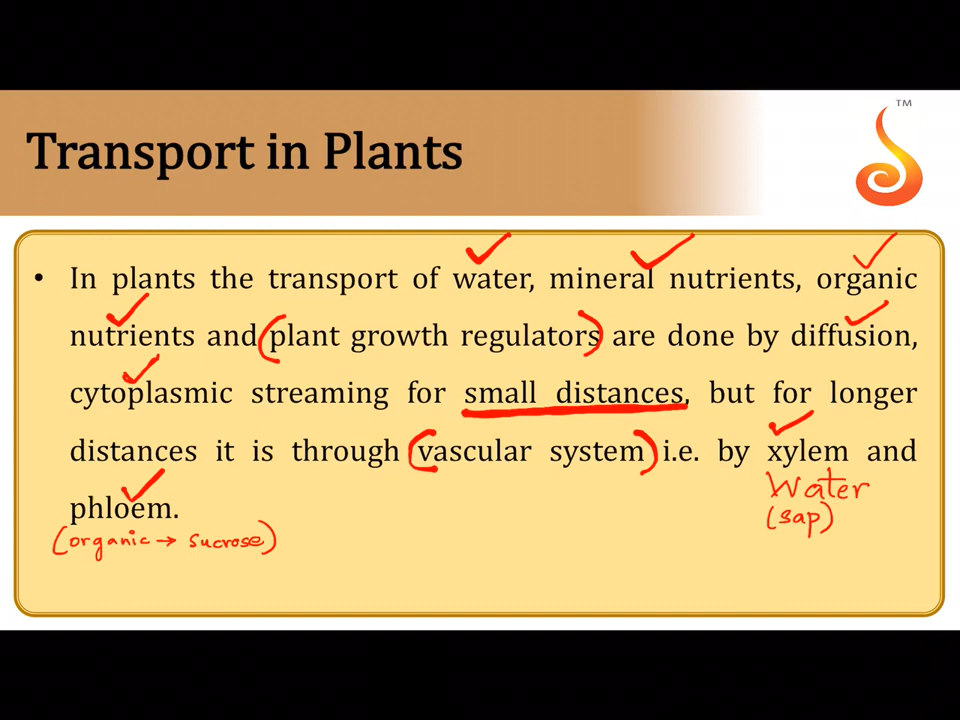 TM
Transport in Plants
• In plants the transport of water, mineral nutrients, organic
nutrients and (plant growth regulators) are done by diffusion,
cytoplasmic streaming for small distances, but for longer
distances it is through (vascular system) i.e. by xylem and
Water
phloem.
(sap)
(organic → sucrose)